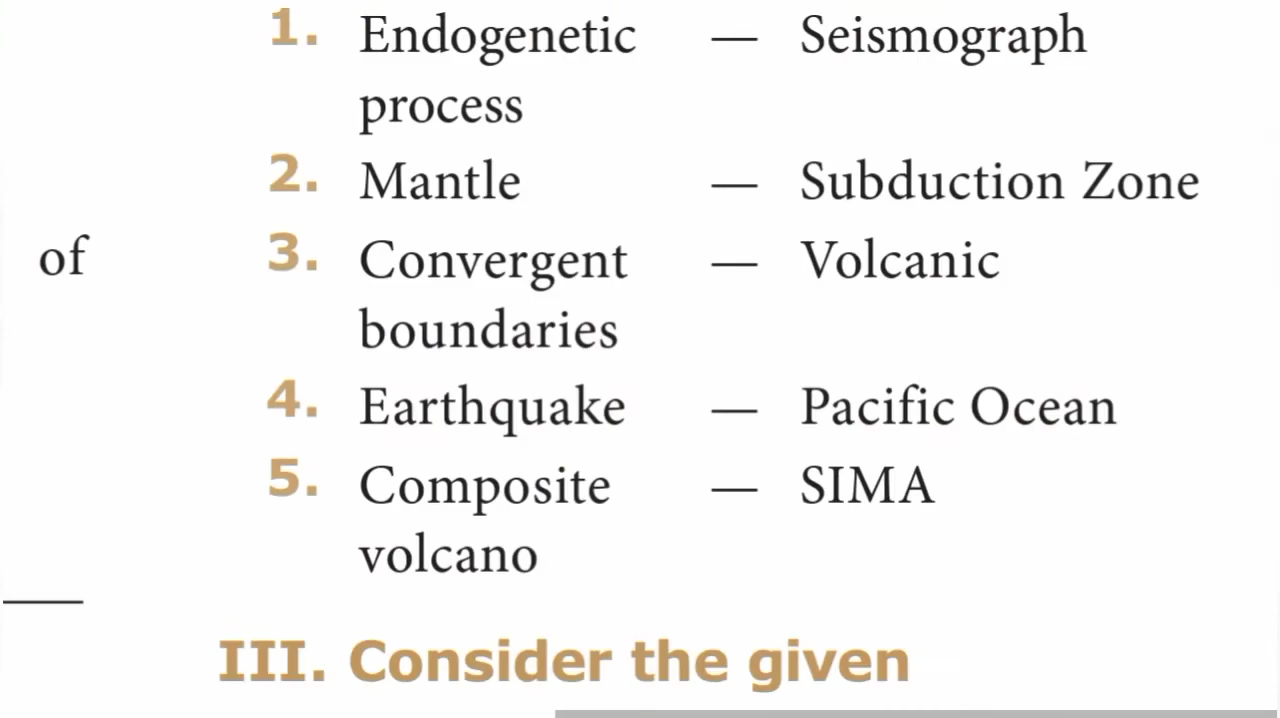 1. Endogenetic — Seismograph
process
2. Mantle — Subduction Zone
of
3. Convergent — Volcanic
boundaries
4. Earthquake — Pacific Ocean
5. Composite — SIMA
volcano
III. Consider the given